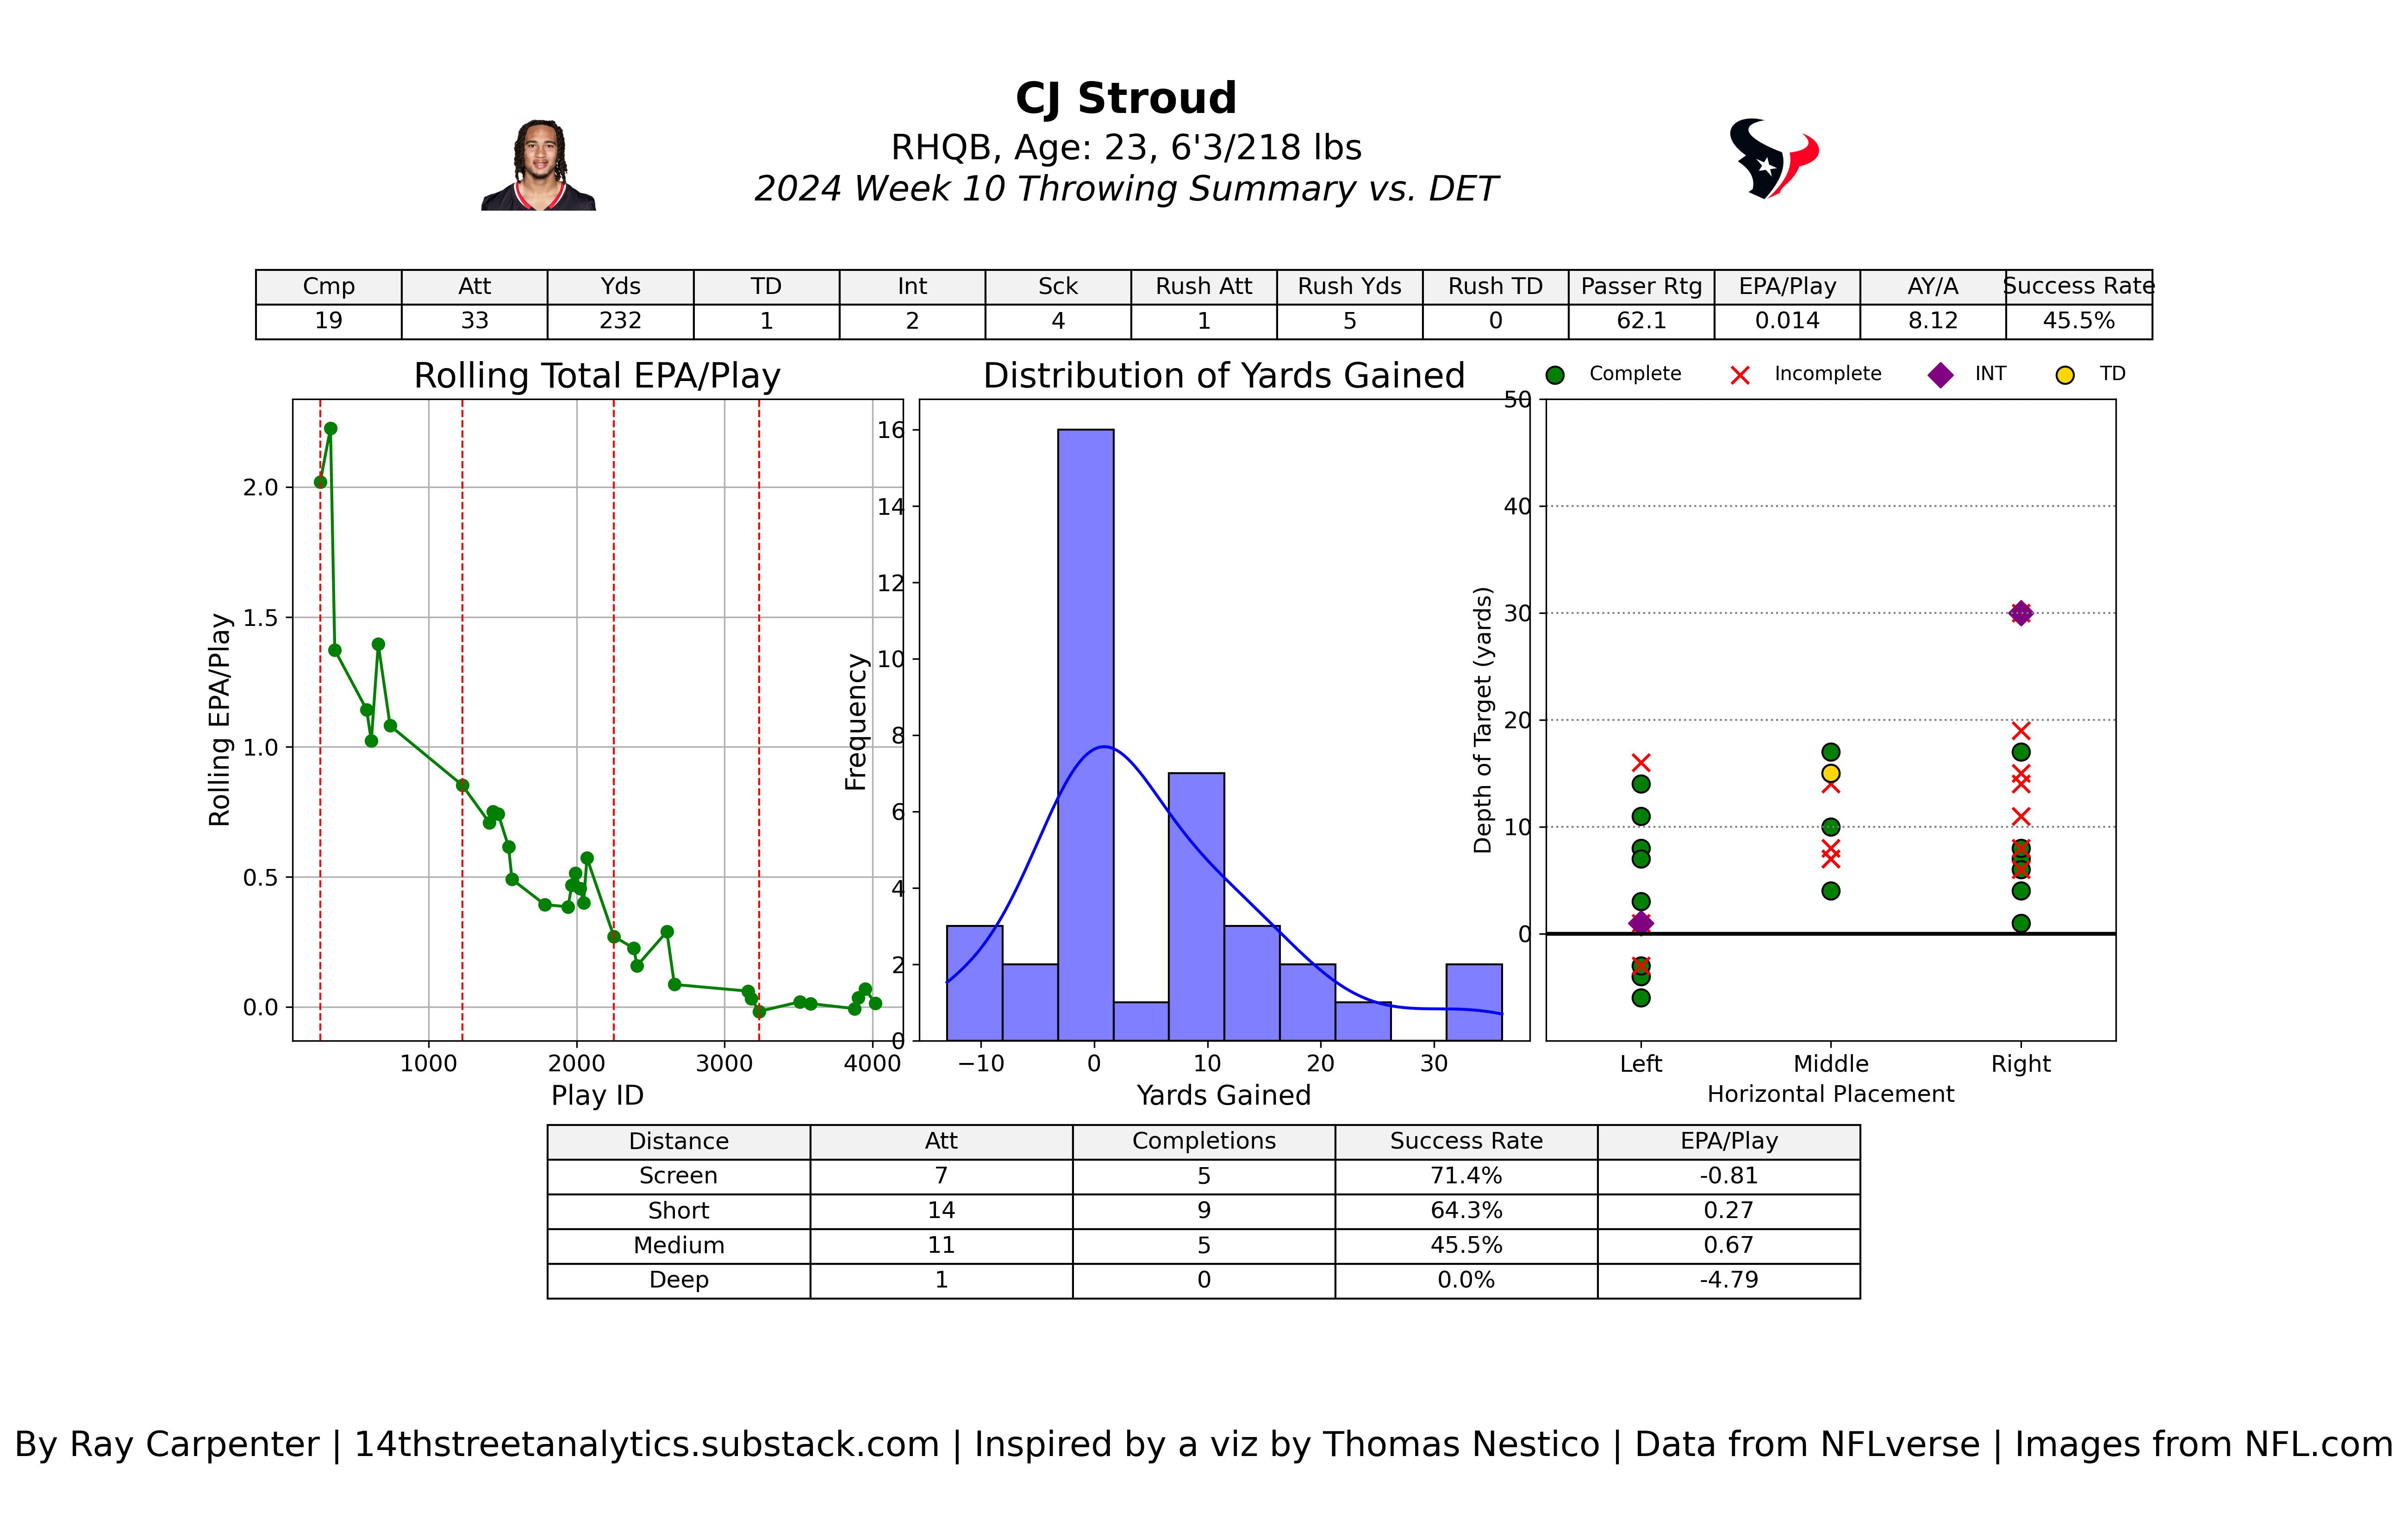 CJ Stroud
RHQB, Age: 23, 6'3/218 lbs
2024 Week 10 Throwing Summary vs. DET
Cmp Att Yds TD Int Sck Rush Att Rush Yds Rush TD Passer Rtg EPA/Play AY/A Success Rate
19 33 232 1 2 4 1 5 0 62.1 0.014 8.12 45.5%
Rolling Total EPA/Play
Rolling EPA/Play
2.0
1.5
1.0
0.5
0.0
1000 2000 3000 4000
Play ID
Distribution of Yards Gained
Frequency
16
14
12
10
8
6
4
2
0
−10 0 10 20 30
Yards Gained
Complete Incomplete INT TD
Depth of Target (yards)
50
40
30
20
10
0
Left Middle Right
Horizontal Placement
Distance Att Completions Success Rate EPA/Play
Screen 7 5 71.4% -0.81
Short 14 9 64.3% 0.27
Medium 11 5 45.5% 0.67
Deep 1 0 0.0% -4.79
By Ray Carpenter | 14thstreetanalytics.substack.com | Inspired by a viz by Thomas Nestico | Data from NFLverse | Images from NFL.com